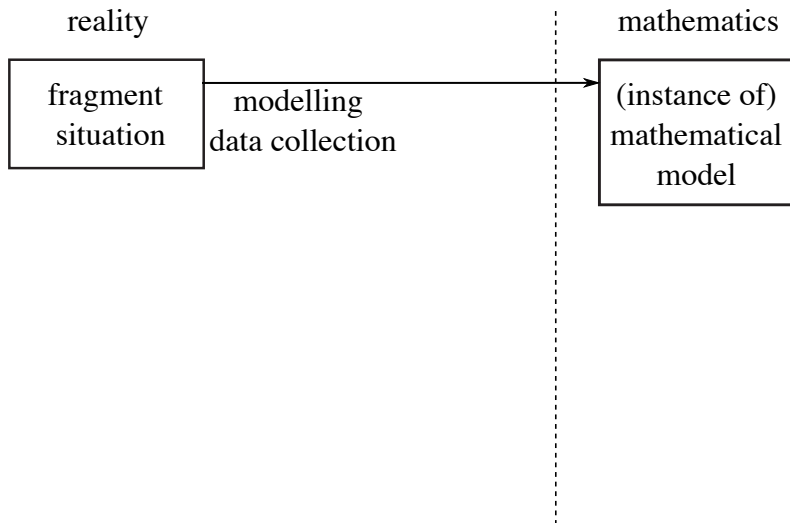 reality
mathematics
fragment
situation
modelling
data collection
(instance of)
mathematical
model